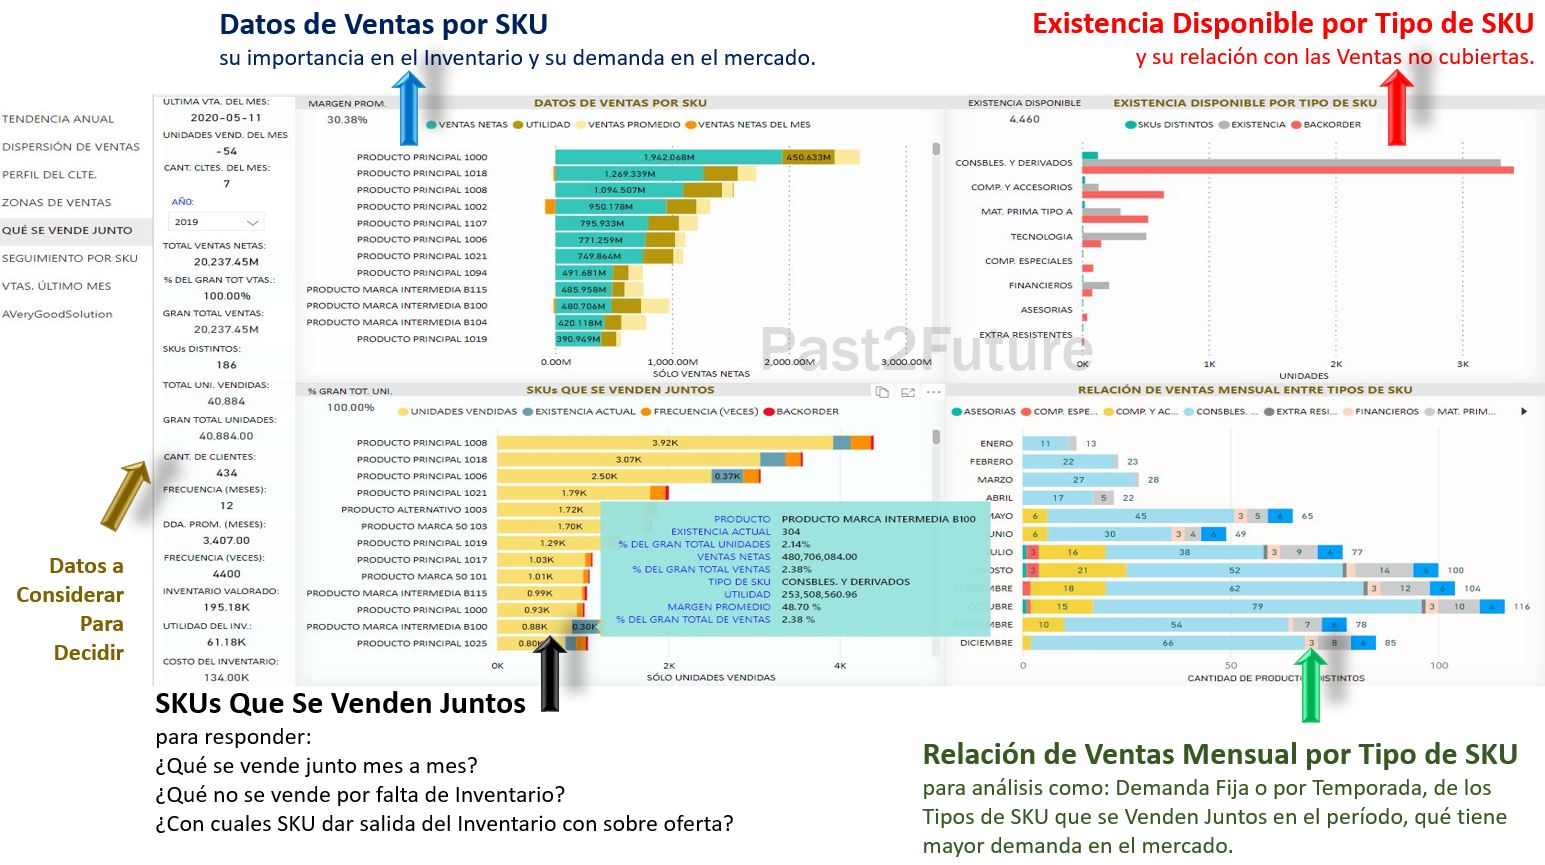 Datos de Ventas por SKU
su importancia en el Inventario y su demanda en el mercado.
Existencia Disponible por Tipo de SKU
y su relación con las Ventas no cubiertas.
TENDENCIA ANUAL
DISPERSIÓN DE VENTAS
PERFIL DEL CLTE.
ZONAS DE VENTAS
QUÉ SE VENDE JUNTO
SEGUIMIENTO POR SKU
VTAS. ÚLTIMO MES
AVeryGoodSolution
ULTIMA VTA. DEL MES:
2020-05-11
UNIDADES VEND. DEL MES
-54
CANT. CLTES. DEL MES:
7
AÑO:
2019
TOTAL VENTAS NETAS:
20,237.45M
% DEL GRAN TOT VTAS.:
100.00%
GRAN TOTAL VENTAS:
20,237.45M
SKUs DISTINTOS:
186
TOTAL UNI. VENDIDAS:
40,884
GRAN TOTAL UNIDADES:
40,884.00
CANT. DE CLIENTES:
434
FRECUENCIA (MESES):
12
DDA. PROM. (MESES):
3,407.00
FRECUENCIA (VECES):
4400
INVENTARIO VALORADO:
195.18K
UTILIDAD DEL INV.:
61.18K
COSTO DEL INVENTARIO:
134.00K
Datos a
Considerar
Para
Decidir
MARGEN PROM.
30.38%
DATOS DE VENTAS POR SKU
VENTAS NETAS UTILIDAD VENTAS PROMEDIO VENTAS NETAS DEL MES
PRODUCTO PRINCIPAL 1000 1,942.068M 450.633M
PRODUCTO PRINCIPAL 1018 1,269.339M
PRODUCTO PRINCIPAL 1008 1,094.507M
PRODUCTO PRINCIPAL 1002 950.178M
PRODUCTO PRINCIPAL 1107 795.933M
PRODUCTO PRINCIPAL 1006 771.259M
PRODUCTO PRINCIPAL 1021 749.864M
PRODUCTO PRINCIPAL 1094 491.681M
PRODUCTO MARCA INTERMEDIA B115 485.958M
PRODUCTO MARCA INTERMEDIA B100 480.706M
PRODUCTO MARCA INTERMEDIA B104 420.118M
PRODUCTO PRINCIPAL 1019 390.949M
0.00M 1,000.00M 2,000.00M 3,000.00M
SÓLO VENTAS NETAS
Past2Future
EXISTENCIA DISPONIBLE
4,460
EXISTENCIA DISPONIBLE POR TIPO DE SKU
SKUs DISTINTOS EXISTENCIA BACKORDER
CONSBLES. Y DERIVADOS
COMP. Y ACCESORIOS
MAT. PRIMA TIPO A
TECNOLOGIA
COMP. ESPECIALES
FINANCIEROS
ASESORIAS
EXTRA RESISTENTES
0K 1K 2K 3K
UNIDADES
% GRAN TOT. UNI.
100.00%
SKUs QUE SE VENDEN JUNTOS
UNIDADES VENDIDAS EXISTENCIA ACTUAL FRECUENCIA (VECES) BACKORDER
PRODUCTO PRINCIPAL 1008 3.92K
PRODUCTO PRINCIPAL 1018 3.07K
PRODUCTO PRINCIPAL 1006 2.50K 0.37K
PRODUCTO PRINCIPAL 1021 1.79K
PRODUCTO ALTERNATIVO 1003 1.72K
PRODUCTO MARCA 50 103 1.70K
PRODUCTO PRINCIPAL 1019 1.29K
PRODUCTO PRINCIPAL 1017 1.03K
PRODUCTO MARCA 50 101 1.01K
PRODUCTO MARCA INTERMEDIA B115 0.99K
PRODUCTO PRINCIPAL 1000 0.93K
PRODUCTO MARCA INTERMEDIA B100 0.88K 0.30K
PRODUCTO PRINCIPAL 1025 0.80K
0K 2K 4K
SÓLO UNIDADES VENDIDAS
PRODUCTO PRODUCTO MARCA INTERMEDIA B100
EXISTENCIA ACTUAL 304
% DEL GRAN TOTAL UNIDADES 2.14%
VENTAS NETAS 480,706,084.00
% DEL GRAN TOTAL VENTAS 2.38%
TIPO DE SKU CONSBLES. Y DERIVADOS
UTILIDAD 253,508,560.96
MARGEN PROMEDIO 48.70 %
% DEL GRAN TOTAL DE VENTAS 2.38 %
RELACIÓN DE VENTAS MENSUAL ENTRE TIPOS DE SKU
ASESORIAS COMP. ESPE... COMP. Y AC... CONSBLES. ... EXTRA RESI... FINANCIEROS MAT. PRIM...
ENERO 11 13
FEBRERO 22 23
MARZO 27 28
ABRIL 17 5 22
MAYO 6 45 3 5 6 65
JUNIO 6 30 3 4 6 49
JULIO 3 16 38 3 9 6 77
AGOSTO 3 21 52 14 6 100
SEPTIEMBRE 18 62 3 12 6 104
OCTUBRE 15 79 3 10 6 116
NOVIEMBRE 10 54 7 6 78
DICIEMBRE 66 3 8 6 85
0 50 100
CANTIDAD DE PRODUCTOS DISTINTOS
SKUs Que Se Venden Juntos
para responder:
¿Qué se vende junto mes a mes?
¿Qué no se vende por falta de Inventario?
¿Con cuales SKU dar salida del Inventario con sobre oferta?
Relación de Ventas Mensual por Tipo de SKU
para análisis como: Demanda Fija o por Temporada, de los
Tipos de SKU que se Venden Juntos en el período, qué tiene
mayor demanda en el mercado.